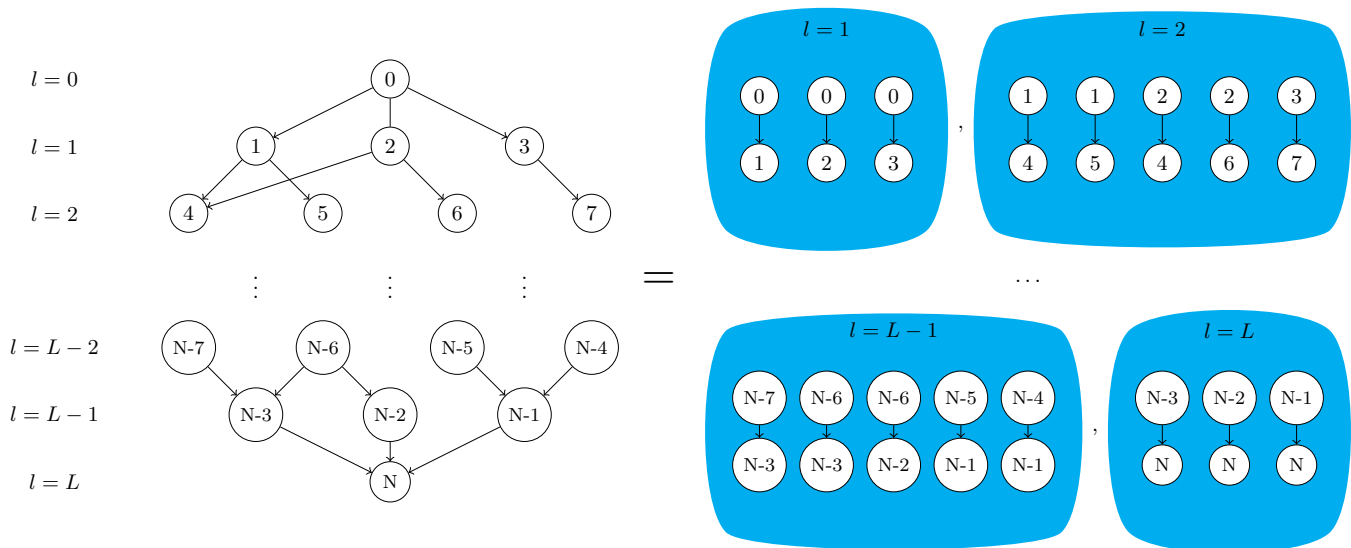 l = 0
0
l = 1
1 2 3
l = 2
4 5 6 7
⋮ ⋮ ⋮
l = L − 2
N-7 N-6 N-5 N-4
l = L − 1
N-3 N-2 N-1
l = L
N
=
l = 1
0 0 0
1 2 3
,
l = 2
1 1 2 2 3
4 5 4 6 7
...
l = L − 1
N-7 N-6 N-6 N-5 N-4
N-3 N-3 N-2 N-1 N-1
,
l = L
N-3 N-2 N-1
N N N